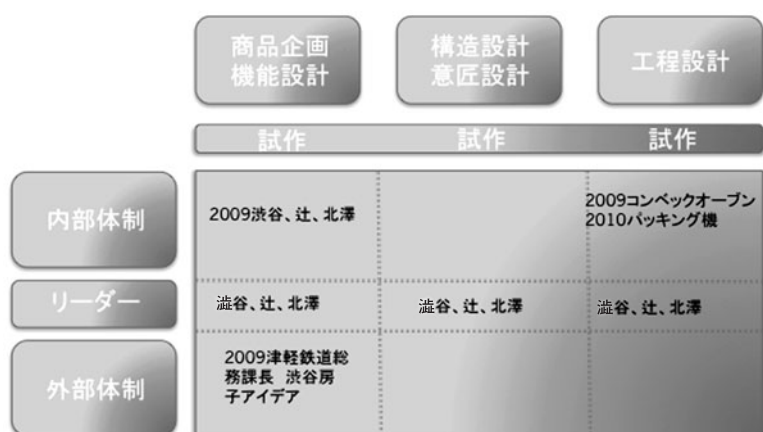 商品企画
機能設計
構造設計
意匠設計
工程設計
試作
試作
試作
内部体制
2009渋谷、辻、北澤
2009コンベックオーブン
2010パッキング機
リーダー
澁谷、辻、北澤
澁谷、辻、北澤
澁谷、辻、北澤
外部体制
2009津軽鉄道総
務課長 渋谷房
子アイデア